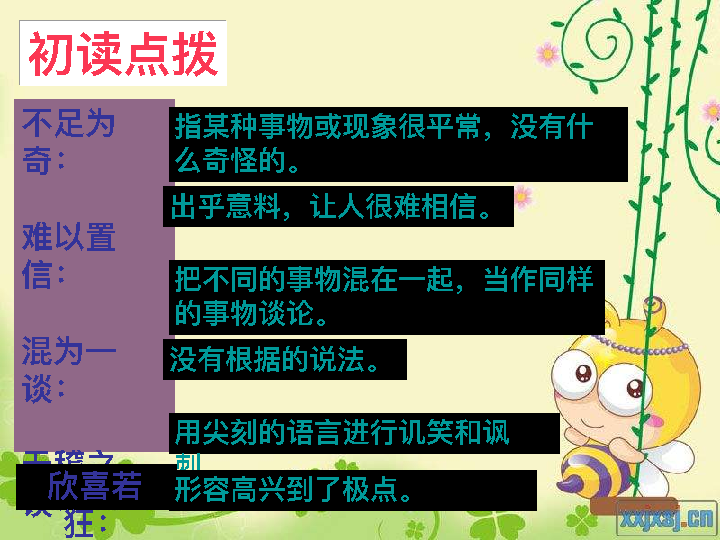 初读点拨
不足为
奇：
指某种事物或现象很平常，没有什
么奇怪的。
难以置
信：
出乎意料，让人很难相信。
混为一
谈：
把不同的事物混在一起，当作同样
的事物谈论。
无稽之
谈
没有根据的说法。
用尖刻的语言进行讥笑和讽
刺
欣喜若
狂：
形容高兴到了极点。
xxjxsj.cn